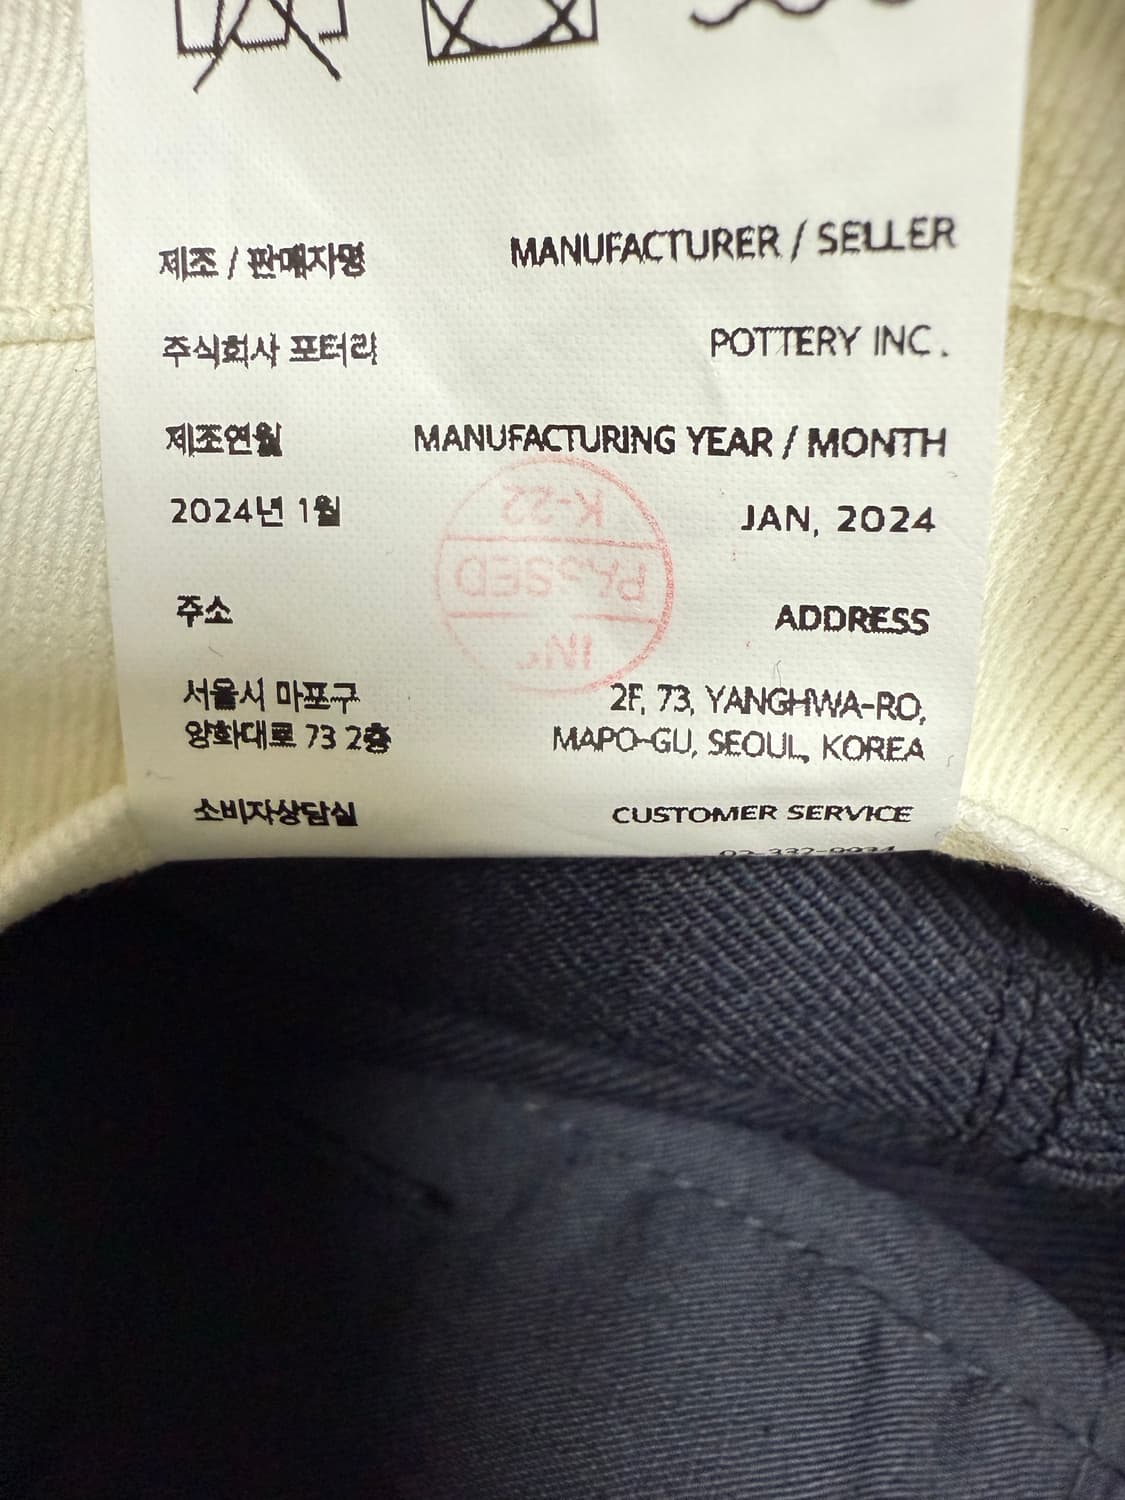 제조 / 판매자명 MANUFACTURER / SELLER
주식회사 포터리 POTTERY INC.
제조연월 MANUFACTURING YEAR / MONTH
2024년 1월 JAN, 2024
K-22
PASSED
주소 ADDRESS
서울시 마포구 2F, 73, YANGHWA-RO,
양화대로 73 2층 MAPO-GU, SEOUL, KOREA
소비자상담실 CUSTOMER SERVICE